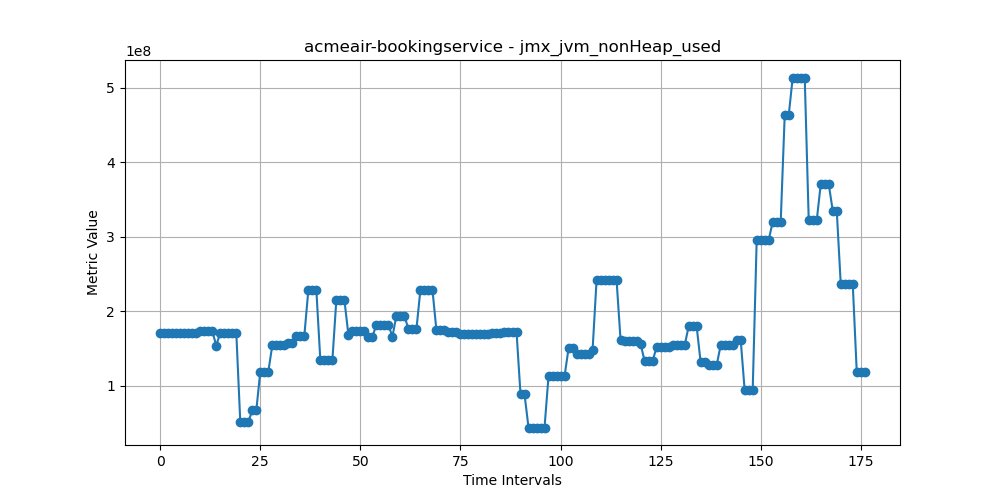 acmeair-bookingservice - jmx_jvm_nonHeap_used
1e8
5
4
3
2
1
Metric Value
0 25 50 75 100 125 150 175
Time Intervals